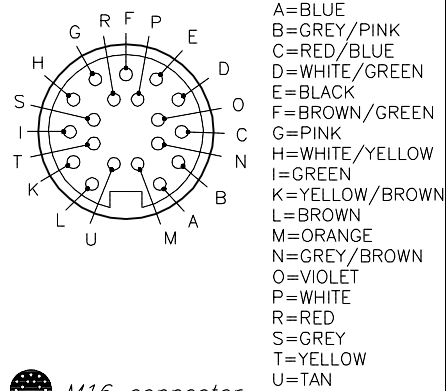 R F P
G E
H D
S O
I C
T N
K B
L A
U M
A=BLUE
B=GREY/PINK
C=RED/BLUE
D=WHITE/GREEN
E=BLACK
F=BROWN/GREEN
G=PINK
H=WHITE/YELLOW
I=GREEN
K=YELLOW/BROWN
L=BROWN
M=ORANGE
N=GREY/BROWN
O=VIOLET
P=WHITE
R=RED
S=GREY
T=YELLOW
U=TAN
M16 connector